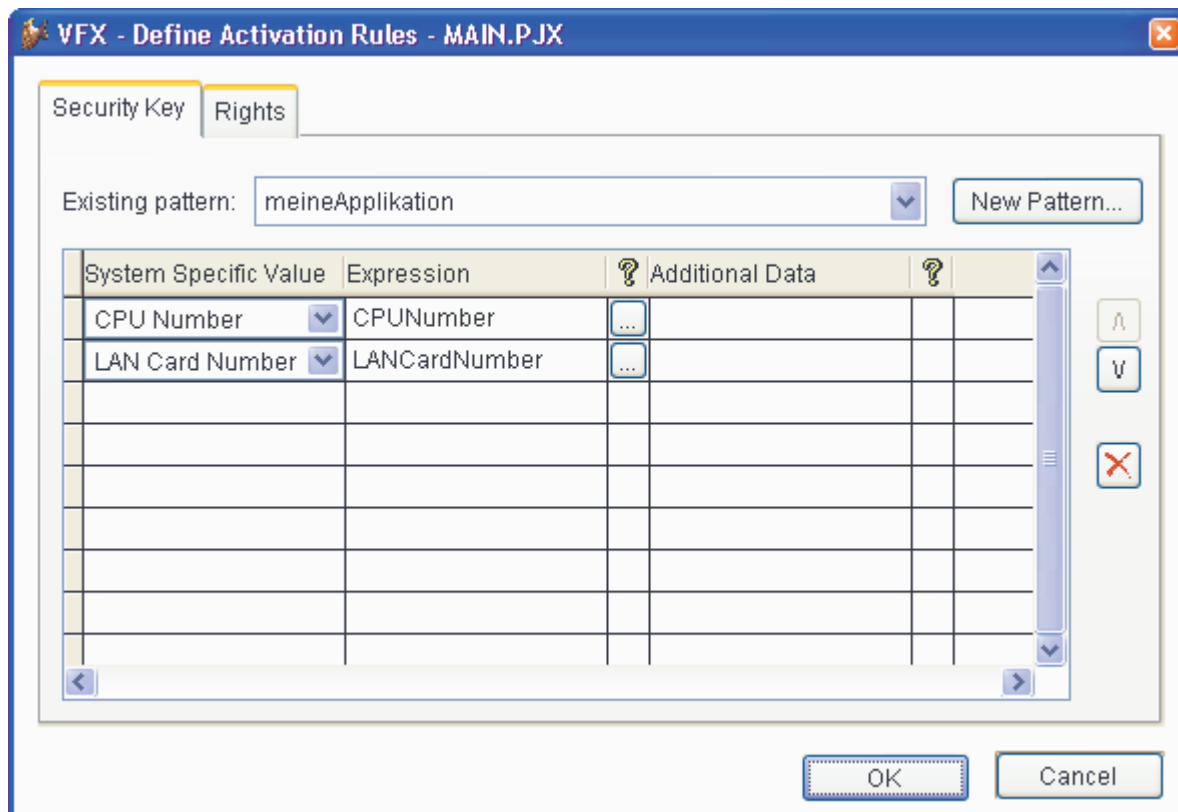 VFX - Define Activation Rules - MAIN.PJX
Security Key Rights
Existing pattern: meineApplikation New Pattern...
System Specific Value Expression ? Additional Data ?
CPU Number CPUNumber ...
LAN Card Number LANCardNumber ...
OK Cancel